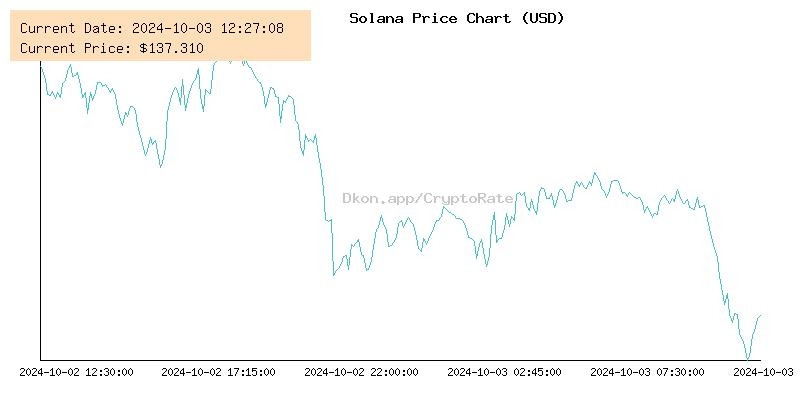 Solana Price Chart (USD)
Current Date: 2024-10-03 12:27:08
Current Price: $137.310
Dkon.app/CryptoRate
2024-10-02 12:30:00 2024-10-02 17:15:00 2024-10-02 22:00:00 2024-10-03 02:45:00 2024-10-03 07:30:00 2024-10-03